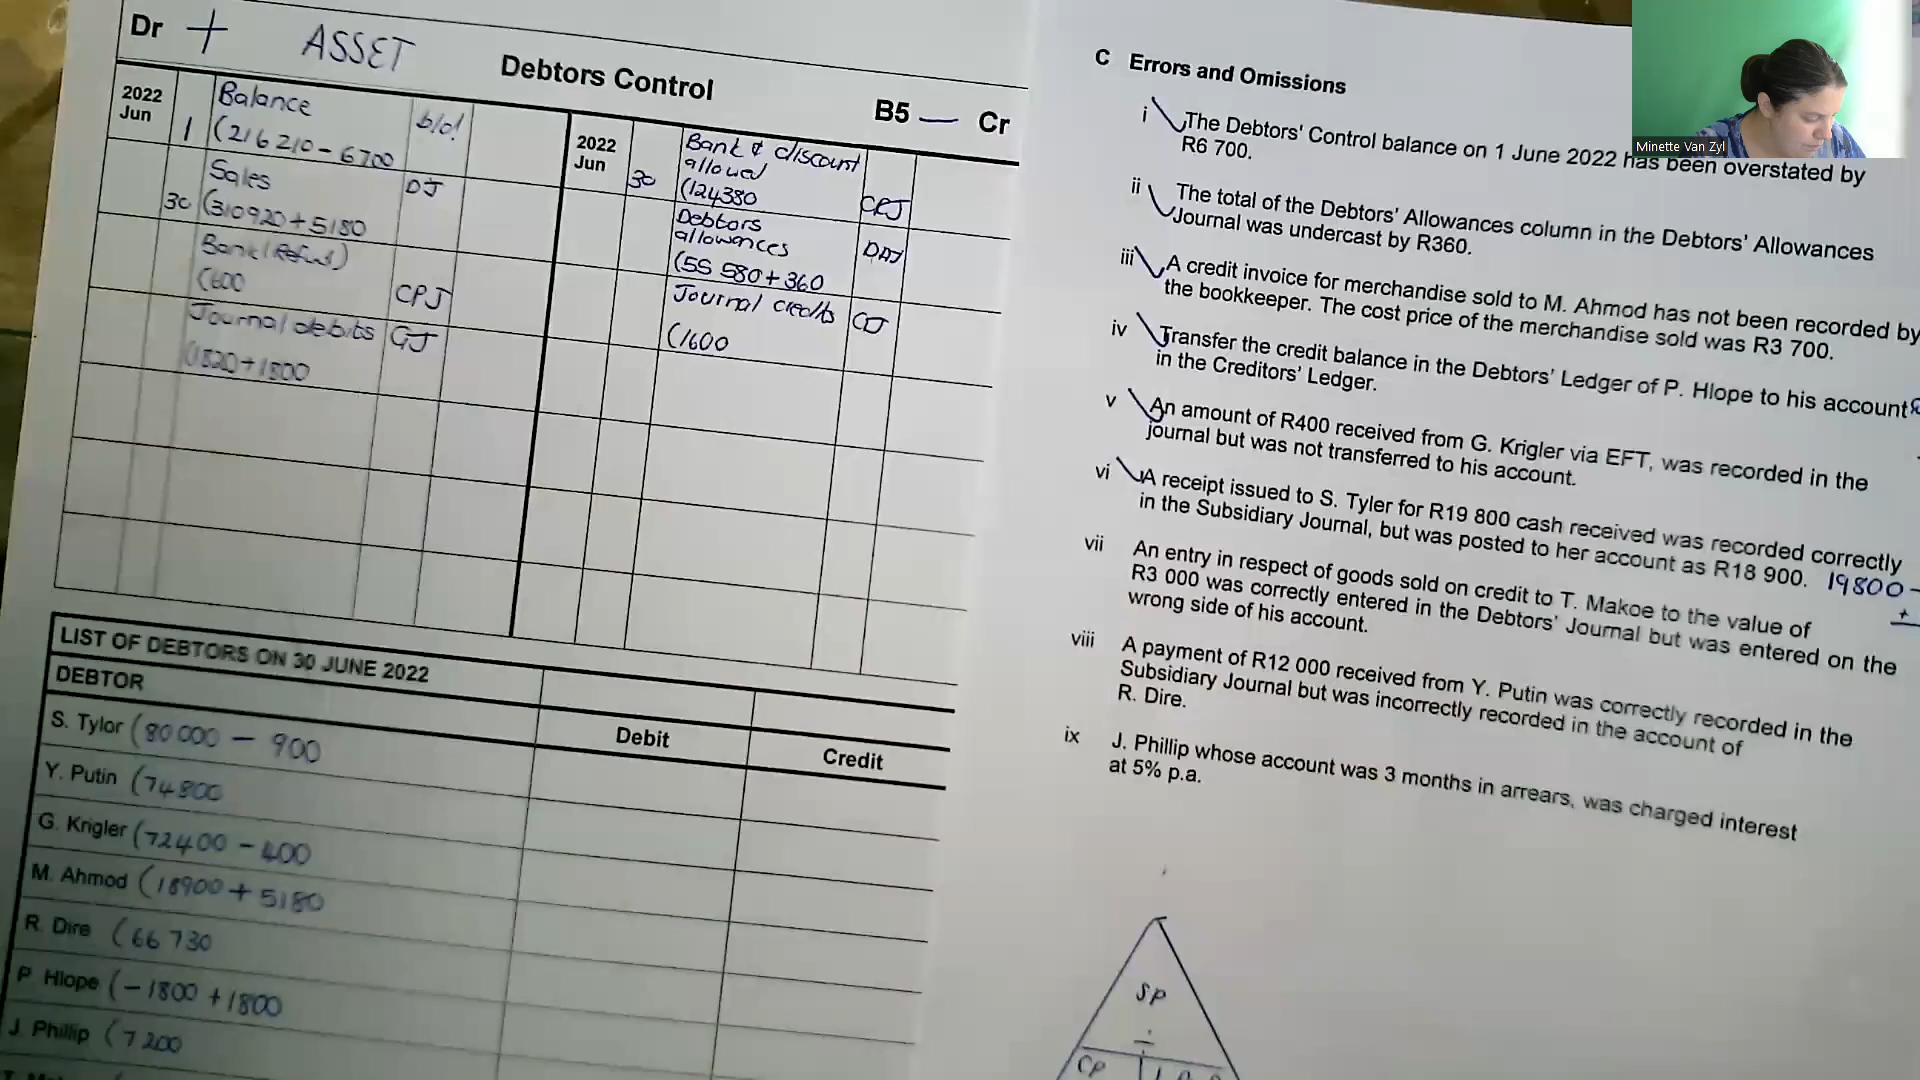 Dr + ASSET Debtors Control B5 — Cr
2022 Jun 1 Balance b/d
(216 210 - 6700
30 Sales DJ
(310920 + 5180
Bank (Refund)
(600 CPJ
Journal debits GJ
(1820 + 1800
2022 Jun 30 Bank & discount
allowed
(124380 CRJ
Debtors
allowances DAJ
(55 580 + 360
Journal credits GJ
(1600
LIST OF DEBTORS ON 30 JUNE 2022
DEBTOR Debit Credit
S. Tylor (80 000 - 900
Y. Putin (74800
G. Krigler (72400 - 400
M. Ahmod (18900 + 5180
R. Dire (66 730
P. Hlope (-1800 + 1800
J. Phillip (7 200
C Errors and Omissions
i The Debtors' Control balance on 1 June 2022 has been overstated by
R6 700.
ii The total of the Debtors' Allowances column in the Debtors' Allowances
Journal was undercast by R360.
iii A credit invoice for merchandise sold to M. Ahmod has not been recorded by
the bookkeeper. The cost price of the merchandise sold was R3 700.
iv Transfer the credit balance in the Debtors' Ledger of P. Hlope to his account
in the Creditors' Ledger.
v An amount of R400 received from G. Krigler via EFT, was recorded in the
journal but was not transferred to his account.
vi A receipt issued to S. Tyler for R19 800 cash received was recorded correctly
in the Subsidiary Journal, but was posted to her account as R18 900. 19800 -
+
vii An entry in respect of goods sold on credit to T. Makoe to the value of
R3 000 was correctly entered in the Debtors' Journal but was entered on the
wrong side of his account.
viii A payment of R12 000 received from Y. Putin was correctly recorded in the
Subsidiary Journal but was incorrectly recorded in the account of
R. Dire.
ix J. Phillip whose account was 3 months in arrears, was charged interest
at 5% p.a.
SP
÷
CP
Minette Van Zyl